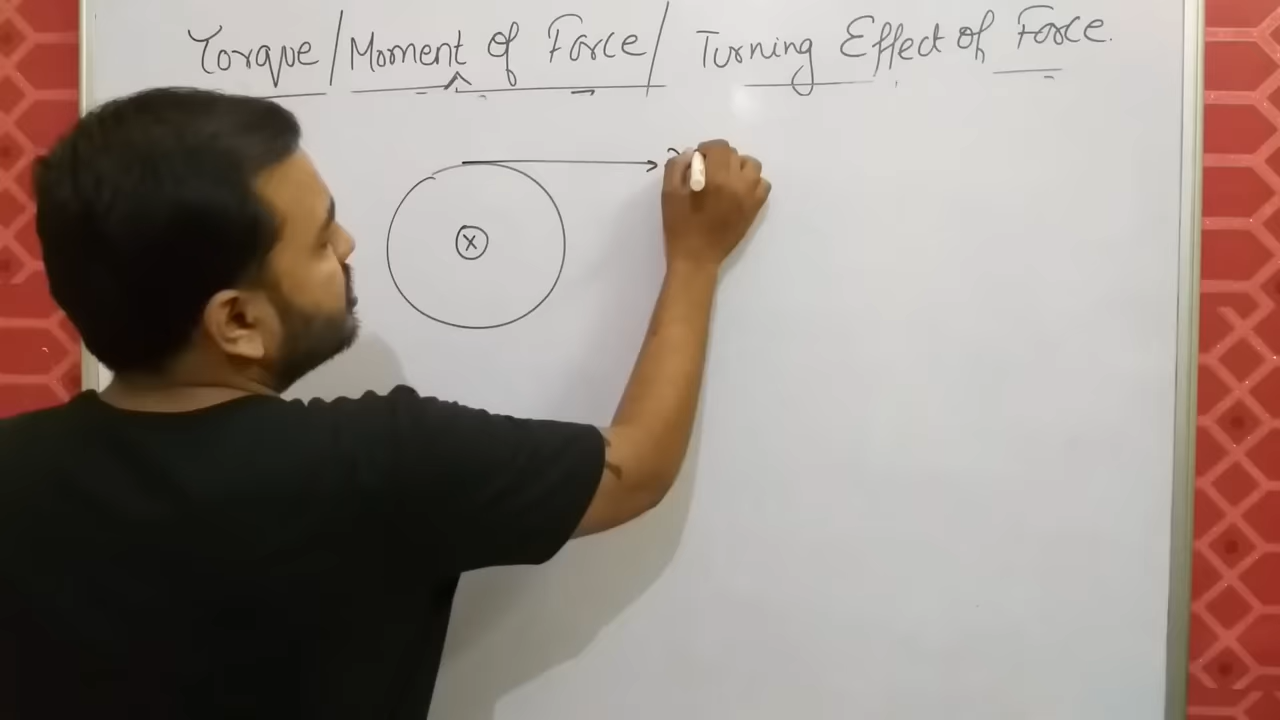 Torque / Moment of Force / Turning Effect of Force.
X